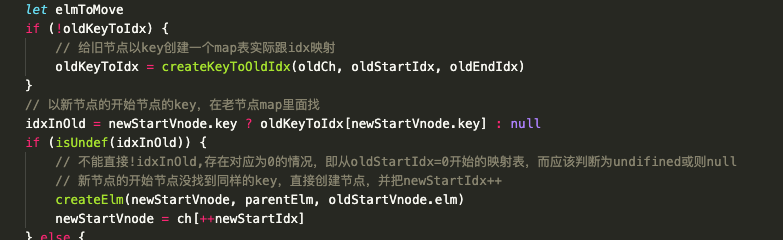 let elmToMove
if (!oldKeyToIdx) {
// 给旧节点以key创建一个map表实际跟idx映射
oldKeyToIdx = createKeyToOldIdx(oldCh, oldStartIdx, oldEndIdx)
}
// 以新节点的开始节点的key，在老节点map里面找
idxInOld = newStartVnode.key ? oldKeyToIdx[newStartVnode.key] : null
if (isUndef(idxInOld)) {
// 不能直接!idxInOld,存在对应为0的情况，即从oldStartIdx=0开始的映射表，而应该判断为undifined或则null
// 新节点的开始节点没找到同样的key，直接创建节点，并把newStartIdx++
createElm(newStartVnode, parentElm, oldStartVnode.elm)
newStartVnode = ch[++newStartIdx]
} else {